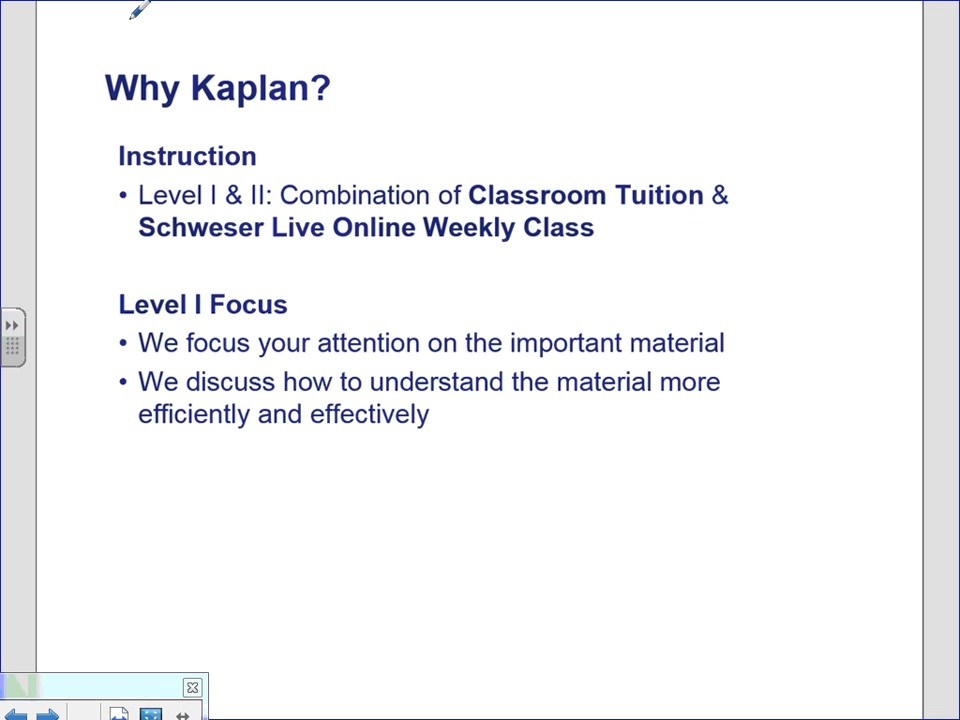 Why Kaplan?
Instruction
• Level I & II: Combination of Classroom Tuition &
Schweser Live Online Weekly Class
Level I Focus
• We focus your attention on the important material
• We discuss how to understand the material more
efficiently and effectively